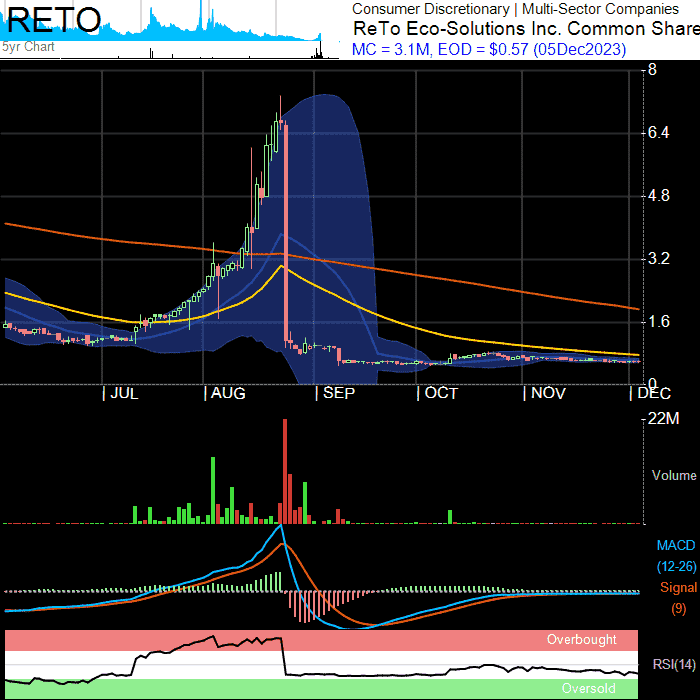 RETO
5yr Chart
Consumer Discretionary | Multi-Sector Companies
ReTo Eco-Solutions Inc. Common Share
MC = 3.1M, EOD = $0.57 (05Dec2023)
8
6.4
4.8
3.2
1.6
0
JUL AUG SEP OCT NOV DEC
22M
Volume
MACD
(12-26)
Signal
(9)
Overbought
RSI(14)
Oversold